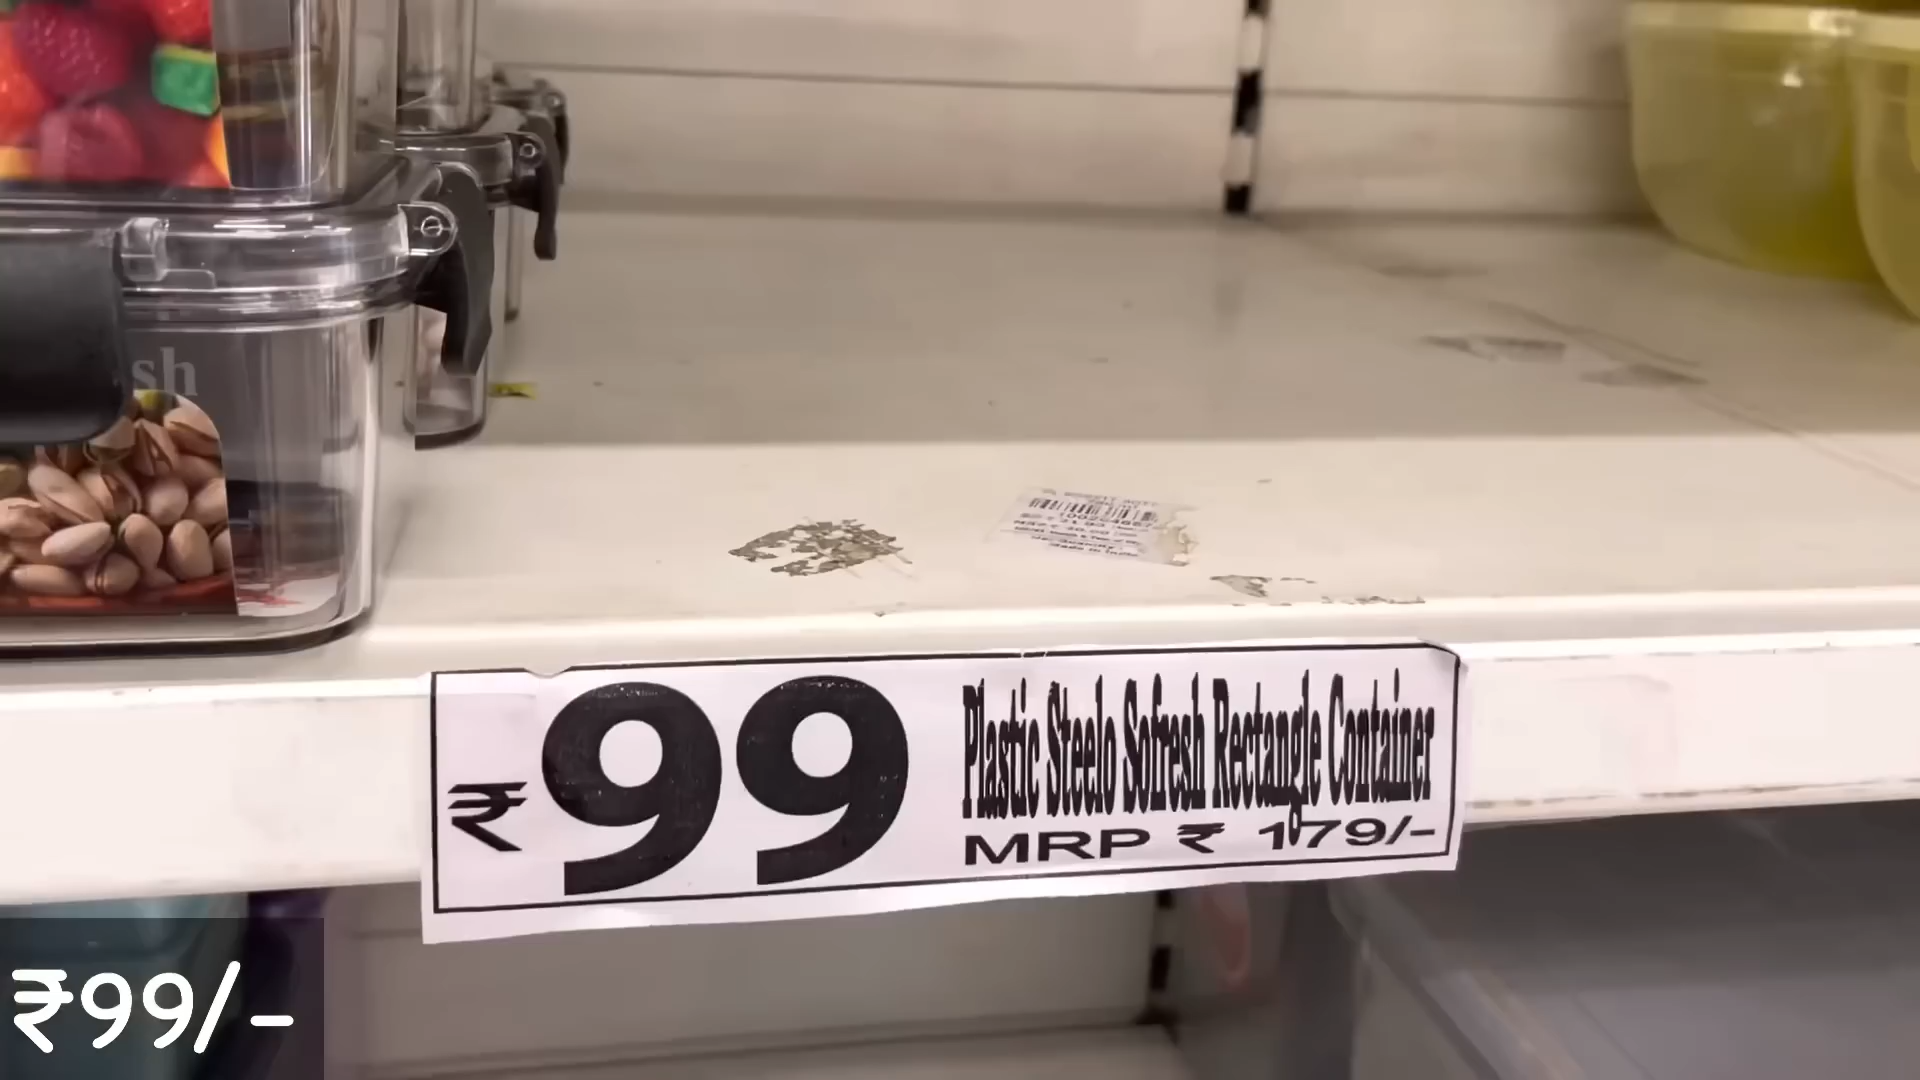 sh
₹99
Plastic Steelo Sofresh Rectangle Container
MRP ₹ 179/-
₹99/-